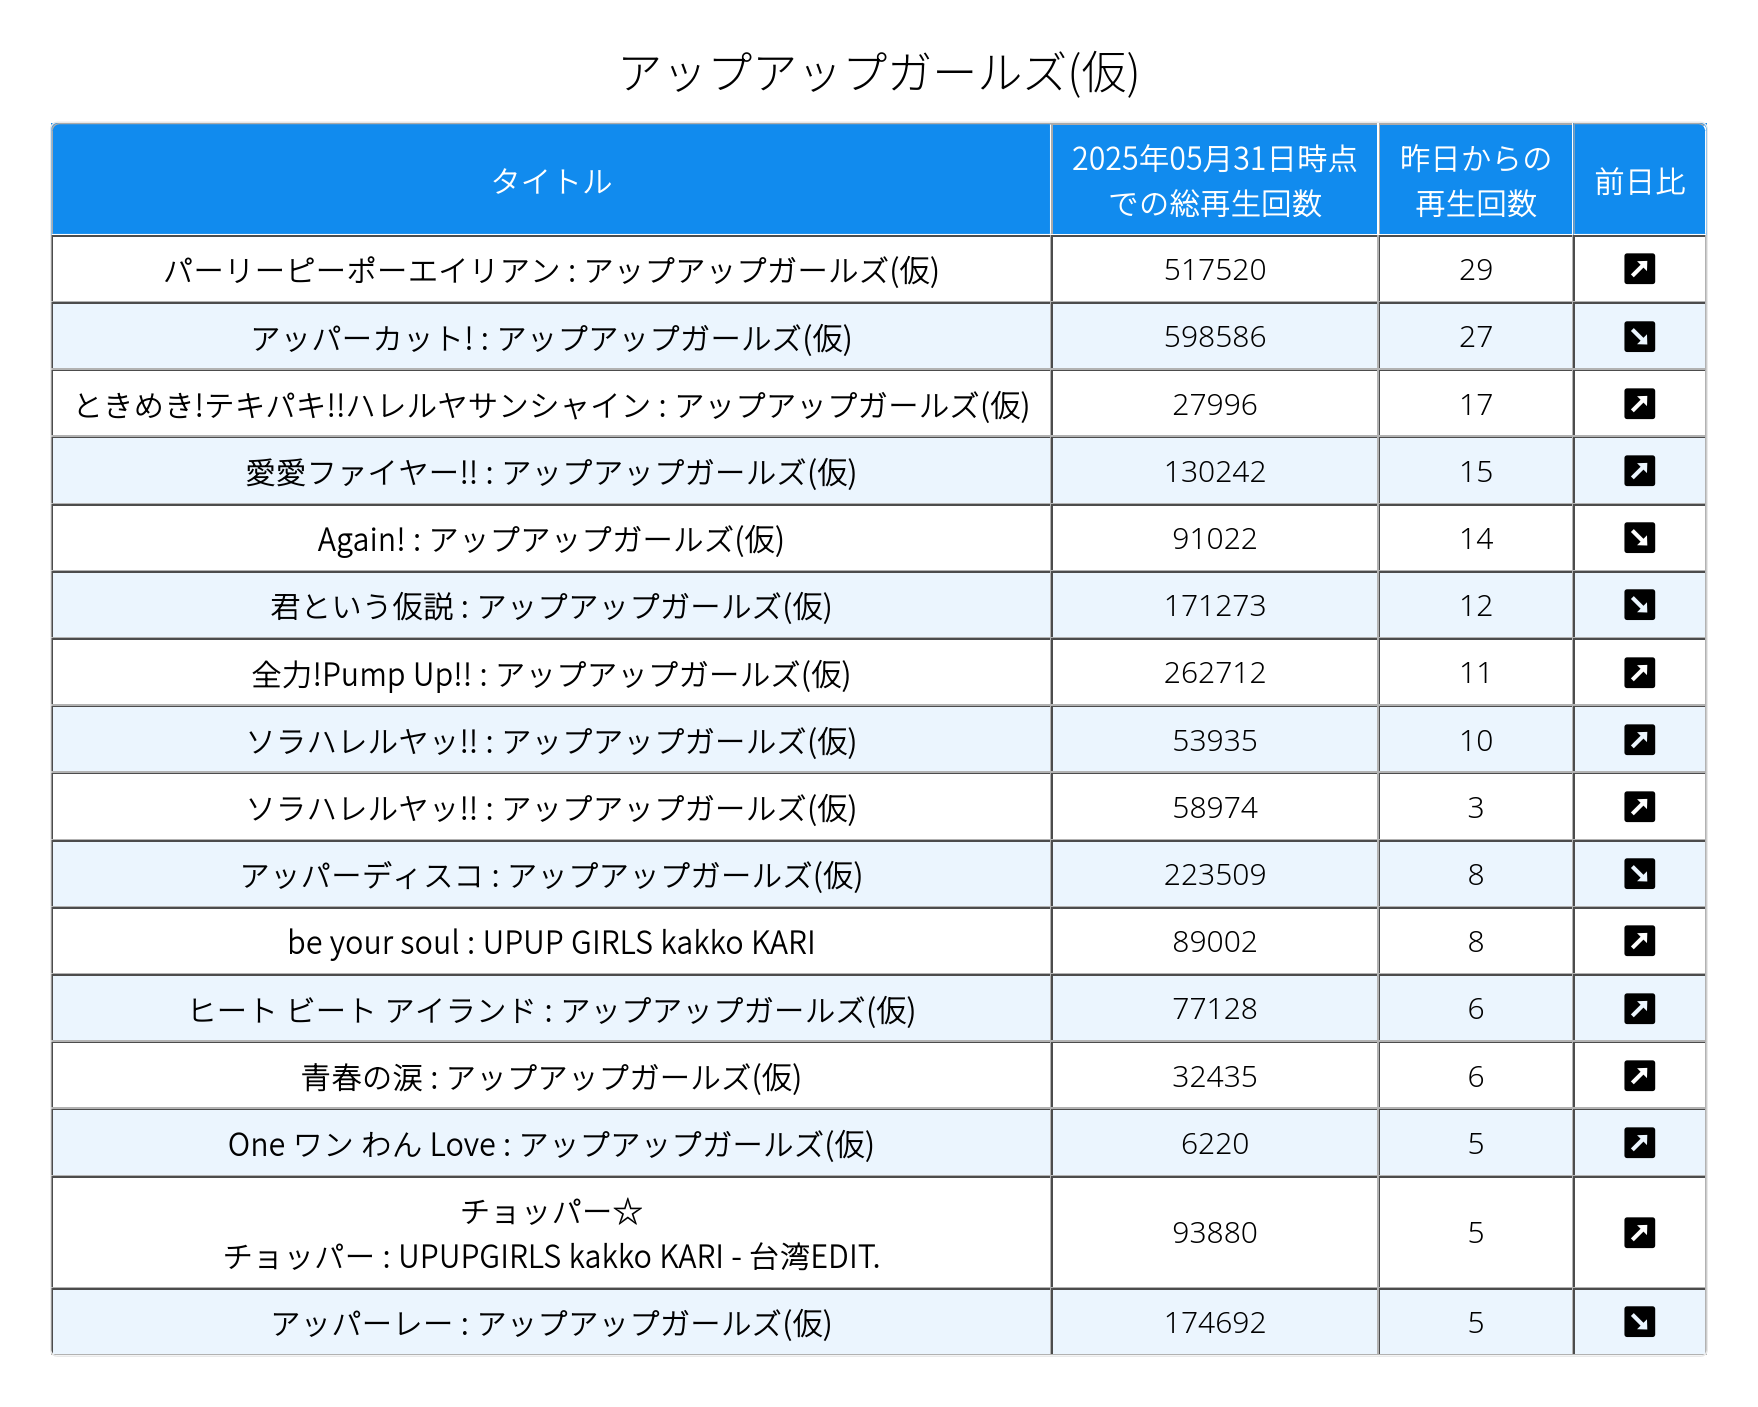 アップアップガールズ(仮)
タイトル 2025年05月31日時点での総再生回数 昨日からの再生回数 前日比
パーリーピーポーエイリアン : アップアップガールズ(仮) 517520 29 ↗
アッパーカット! : アップアップガールズ(仮) 598586 27 ↘
ときめき!テキパキ!!ハレルヤサンシャイン : アップアップガールズ(仮) 27996 17 ↗
愛愛ファイヤー!! : アップアップガールズ(仮) 130242 15 ↗
Again! : アップアップガールズ(仮) 91022 14 ↘
君という仮説 : アップアップガールズ(仮) 171273 12 ↘
全力!Pump Up!! : アップアップガールズ(仮) 262712 11 ↗
ソラハレルヤッ!! : アップアップガールズ(仮) 53935 10 ↗
ソラハレルヤッ!! : アップアップガールズ(仮) 58974 3 ↗
アッパーディスコ : アップアップガールズ(仮) 223509 8 ↘
be your soul : UPUP GIRLS kakko KARI 89002 8 ↗
ヒート ビート アイランド : アップアップガールズ(仮) 77128 6 ↗
青春の涙 : アップアップガールズ(仮) 32435 6 ↗
One ワン わん Love : アップアップガールズ(仮) 6220 5 ↗
チョッパー☆
チョッパー : UPUPGIRLS kakko KARI - 台湾EDIT. 93880 5 ↗
アッパーレー : アップアップガールズ(仮) 174692 5 ↘